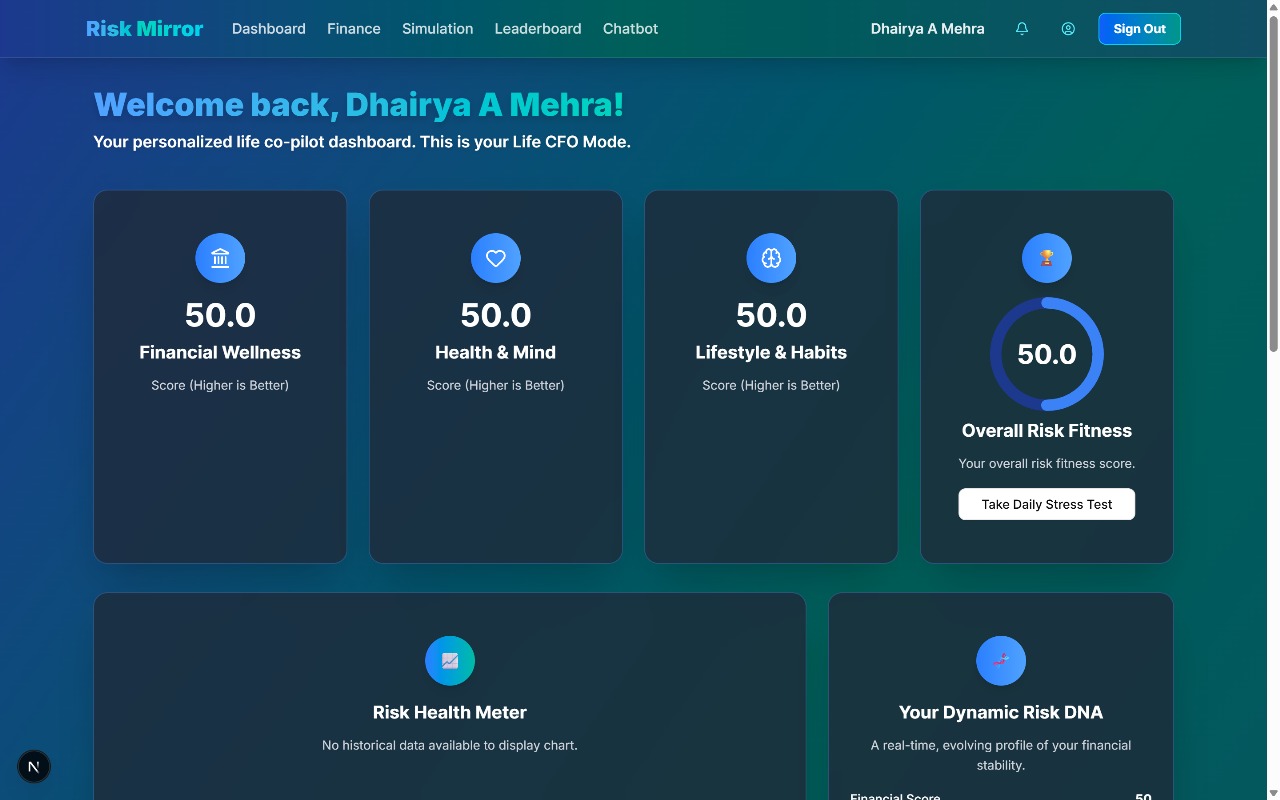 Risk Mirror
Dashboard
Finance
Simulation
Leaderboard
Chatbot
Dhairya A Mehra
Sign Out
Welcome back, Dhairya A Mehra!
Your personalized life co-pilot dashboard. This is your Life CFO Mode.
50.0
Financial Wellness
Score (Higher is Better)
50.0
Health & Mind
Score (Higher is Better)
50.0
Lifestyle & Habits
Score (Higher is Better)
50.0
Overall Risk Fitness
Your overall risk fitness score.
Take Daily Stress Test
Risk Health Meter
No historical data available to display chart.
Your Dynamic Risk DNA
A real-time, evolving profile of your financial
stability.
Financial Score 50
N